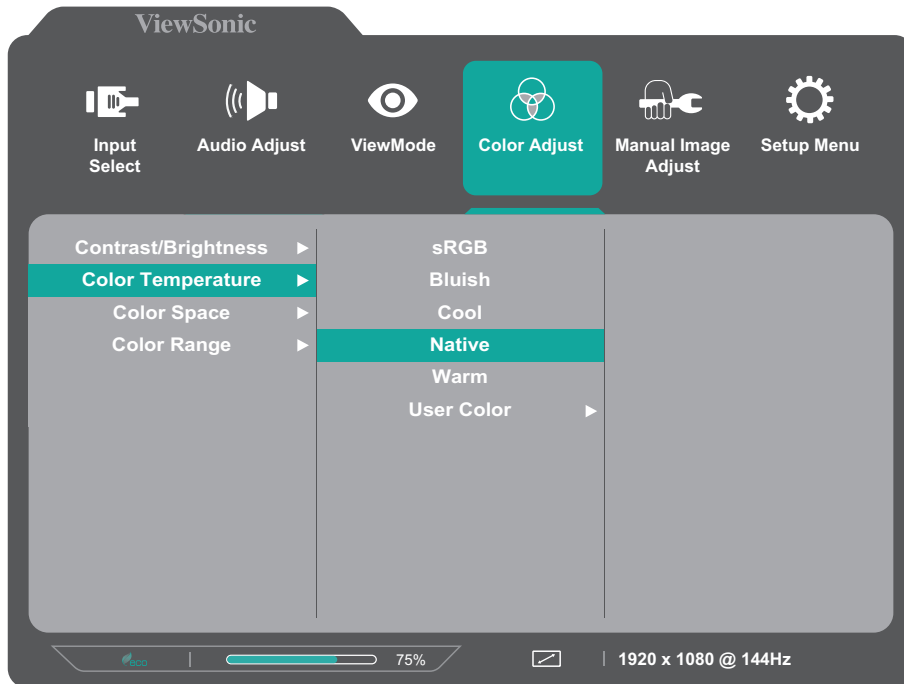 ViewSonic
Input
Select
Audio Adjust
ViewMode
Color Adjust
Manual Image
Adjust
Setup Menu
Contrast/Brightness
Color Temperature
Color Space
Color Range
sRGB
Bluish
Cool
Native
Warm
User Color
eco
75%
1920 x 1080 @ 144Hz